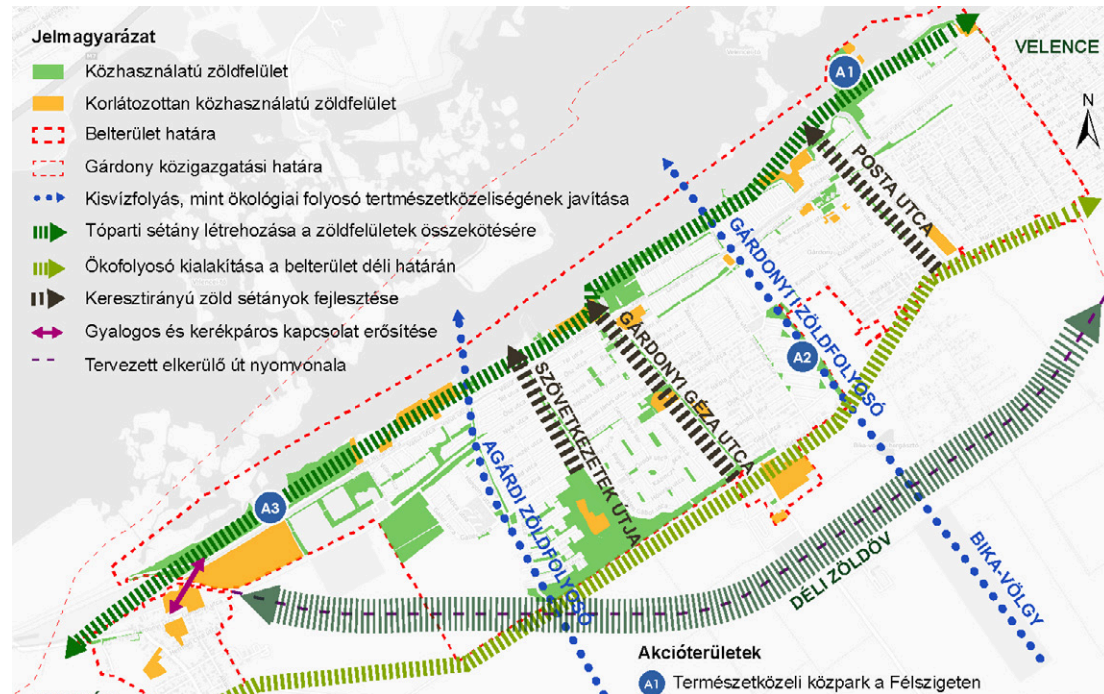 Jelmagyarázat
Közhasználatú zöldfelület
Korlátozottan közhasználatú zöldfelület
Belterület határa
Gárdony közigazgatási határa
Kisvízfolyás, mint ökológiai folyosó tertmészetközeliségének javítása
Tóparti sétány létrehozása a zöldfelületek összekötésére
Ökofolyosó kialakítása a belterület déli határán
Keresztirányú zöld sétányok fejlesztése
Gyalogos és kerékpáros kapcsolat erősítése
Tervezett elkerülő út nyomvonala
VELENCE
N
A1
POSTA UTCA
GÁRDONYI ZÖLDFOLYOSÓ
A2
GÁRDONYI GÉZA UTCA
SZÖVETKEZETEK ÚTJA
AGÁRDI ZÖLDFOLYOSÓ
A3
DÉLI ZÖLDÖV
BIKA-VÖLGY
Akcióterületek
A1 Természetközeli közpark a Félszigeten